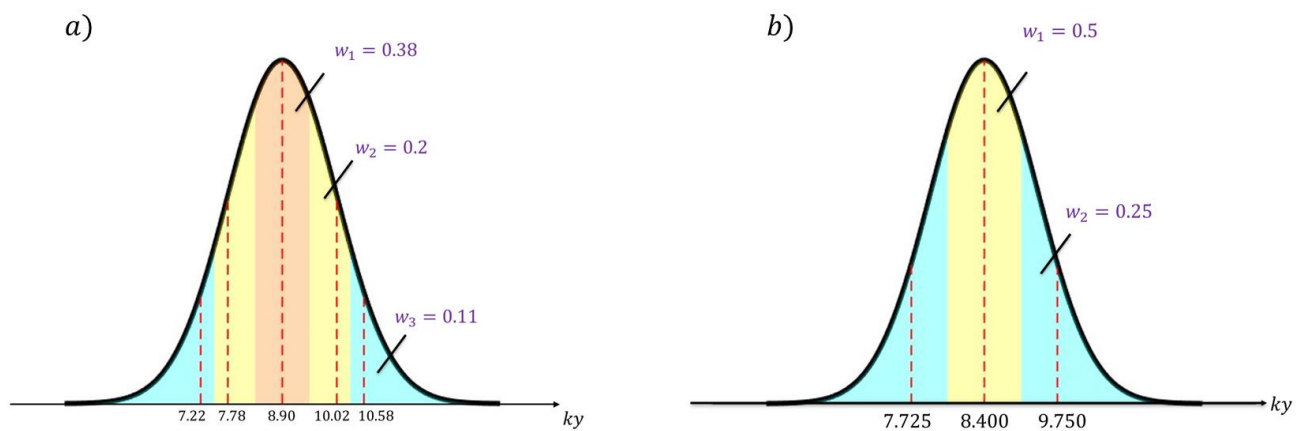 a)
w₁ = 0.38
w₂ = 0.2
w₃ = 0.11
7.22 7.78 8.90 10.02 10.58
ky
b)
w₁ = 0.5
w₂ = 0.25
7.725 8.400 9.750
ky